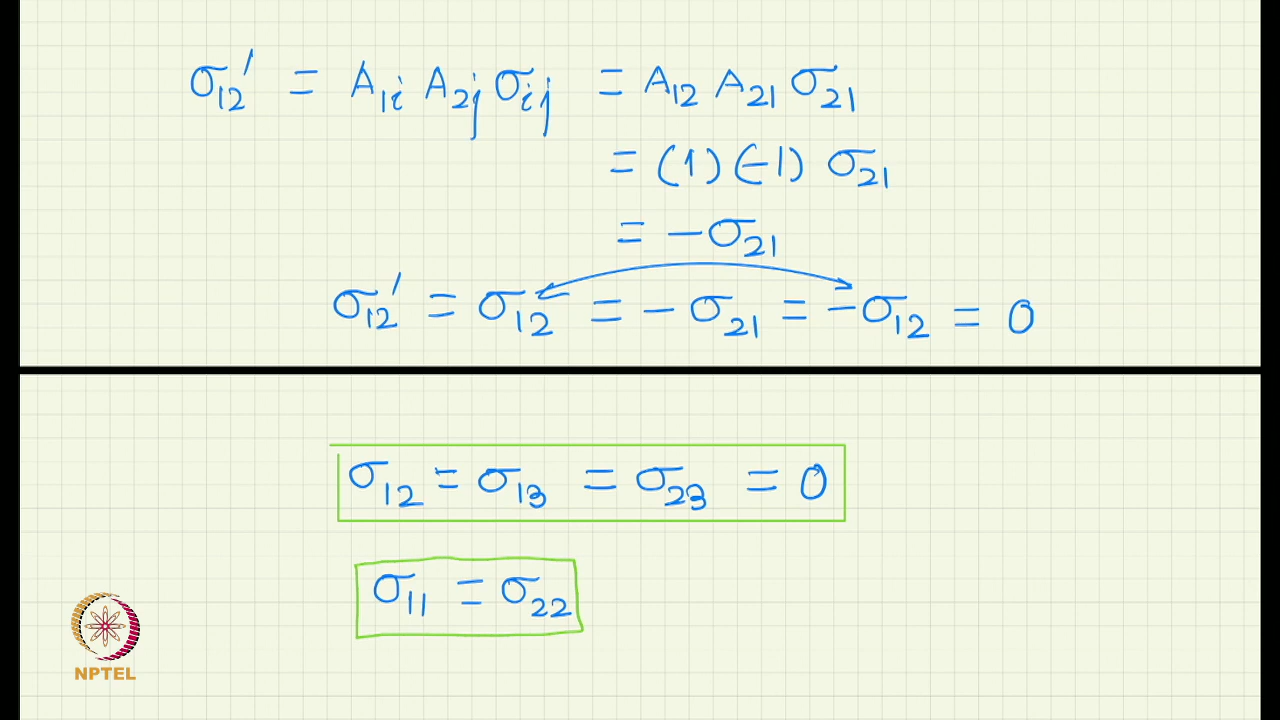 σ₁₂′ = A₁ᵢ A₂ⱼ σᵢⱼ = A₁₂ A₂₁ σ₂₁
= (1) (-1) σ₂₁
= -σ₂₁
σ₁₂′ = σ₁₂ = -σ₂₁ = -σ₁₂ = 0
σ₁₂ = σ₁₃ = σ₂₃ = 0
σ₁₁ = σ₂₂
NPTEL